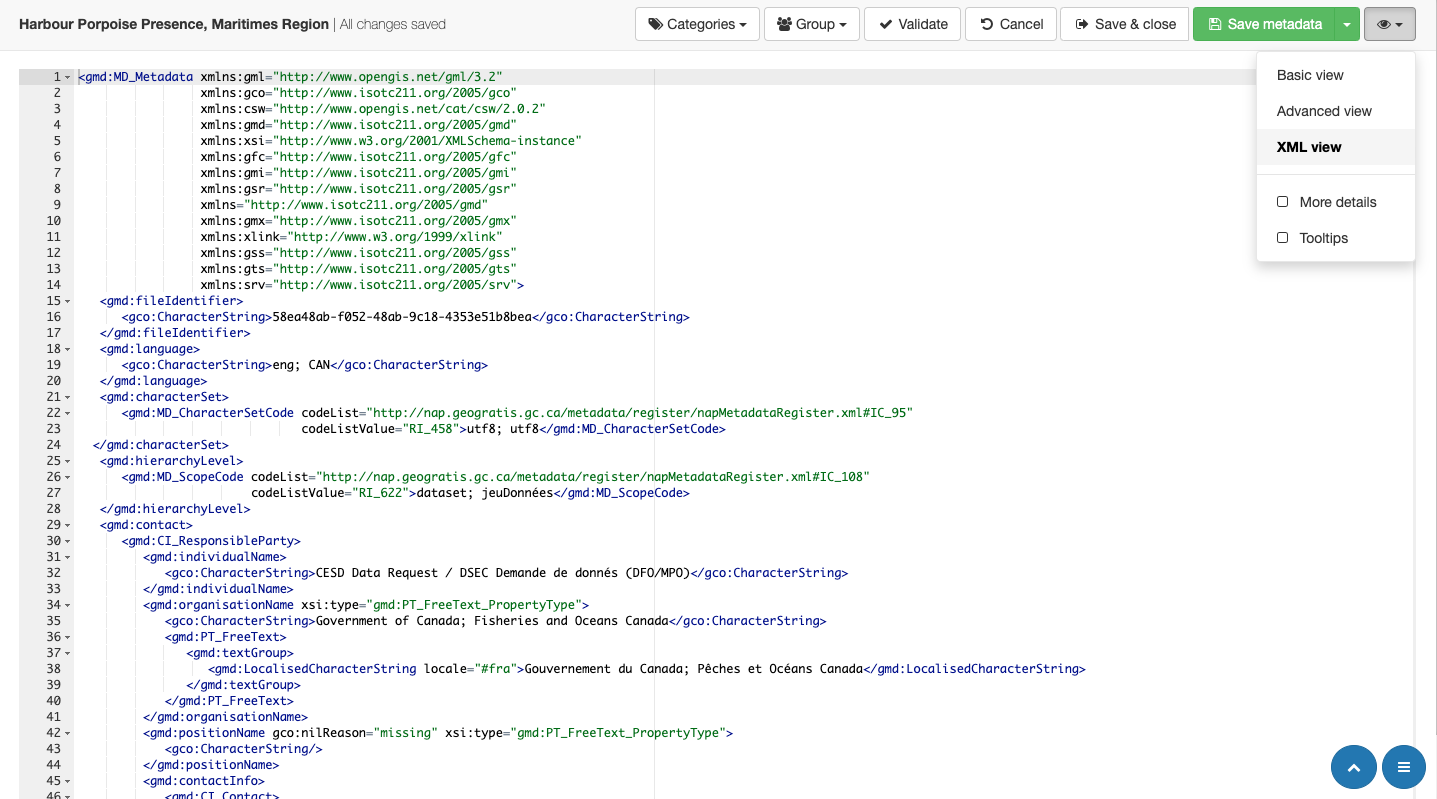 Harbour Porpoise Presence, Maritimes Region | All changes saved
Categories
Group
Validate
Cancel
Save & close
Save metadata
Basic view
Advanced view
XML view
More details
Tooltips
1 <gmd:MD_Metadata xmlns:gml="http://www.opengis.net/gml/3.2"
2 xmlns:gco="http://www.isotc211.org/2005/gco"
3 xmlns:csw="http://www.opengis.net/cat/csw/2.0.2"
4 xmlns:gmd="http://www.isotc211.org/2005/gmd"
5 xmlns:xsi="http://www.w3.org/2001/XMLSchema-instance"
6 xmlns:gfc="http://www.isotc211.org/2005/gfc"
7 xmlns:gmi="http://www.isotc211.org/2005/gmi"
8 xmlns:gsr="http://www.isotc211.org/2005/gsr"
9 xmlns="http://www.isotc211.org/2005/gmd"
10 xmlns:gmx="http://www.isotc211.org/2005/gmx"
11 xmlns:xlink="http://www.w3.org/1999/xlink"
12 xmlns:gss="http://www.isotc211.org/2005/gss"
13 xmlns:gts="http://www.isotc211.org/2005/gts"
14 xmlns:srv="http://www.isotc211.org/2005/srv">
15 <gmd:fileIdentifier>
16 <gco:CharacterString>58ea48ab-f052-48ab-9c18-4353e51b8bea</gco:CharacterString>
17 </gmd:fileIdentifier>
18 <gmd:language>
19 <gco:CharacterString>eng; CAN</gco:CharacterString>
20 </gmd:language>
21 <gmd:characterSet>
22 <gmd:MD_CharacterSetCode codeList="http://nap.geogratis.gc.ca/metadata/register/napMetadataRegister.xml#IC_95"
23 codeListValue="RI_458">utf8; utf8</gmd:MD_CharacterSetCode>
24 </gmd:characterSet>
25 <gmd:hierarchyLevel>
26 <gmd:MD_ScopeCode codeList="http://nap.geogratis.gc.ca/metadata/register/napMetadataRegister.xml#IC_108"
27 codeListValue="RI_622">dataset; jeuDonnées</gmd:MD_ScopeCode>
28 </gmd:hierarchyLevel>
29 <gmd:contact>
30 <gmd:CI_ResponsibleParty>
31 <gmd:individualName>
32 <gco:CharacterString>CESD Data Request / DSEC Demande de donnés (DFO/MPO)</gco:CharacterString>
33 </gmd:individualName>
34 <gmd:organisationName xsi:type="gmd:PT_FreeText_PropertyType">
35 <gco:CharacterString>Government of Canada; Fisheries and Oceans Canada</gco:CharacterString>
36 <gmd:PT_FreeText>
37 <gmd:textGroup>
38 <gmd:LocalisedCharacterString locale="#fra">Gouvernement du Canada; Pêches et Océans Canada</gmd:LocalisedCharacterString>
39 </gmd:textGroup>
40 </gmd:PT_FreeText>
41 </gmd:organisationName>
42 <gmd:positionName gco:nilReason="missing" xsi:type="gmd:PT_FreeText_PropertyType">
43 <gco:CharacterString/>
44 </gmd:positionName>
45 <gmd:contactInfo>
46 <gmd:CI_Contact>